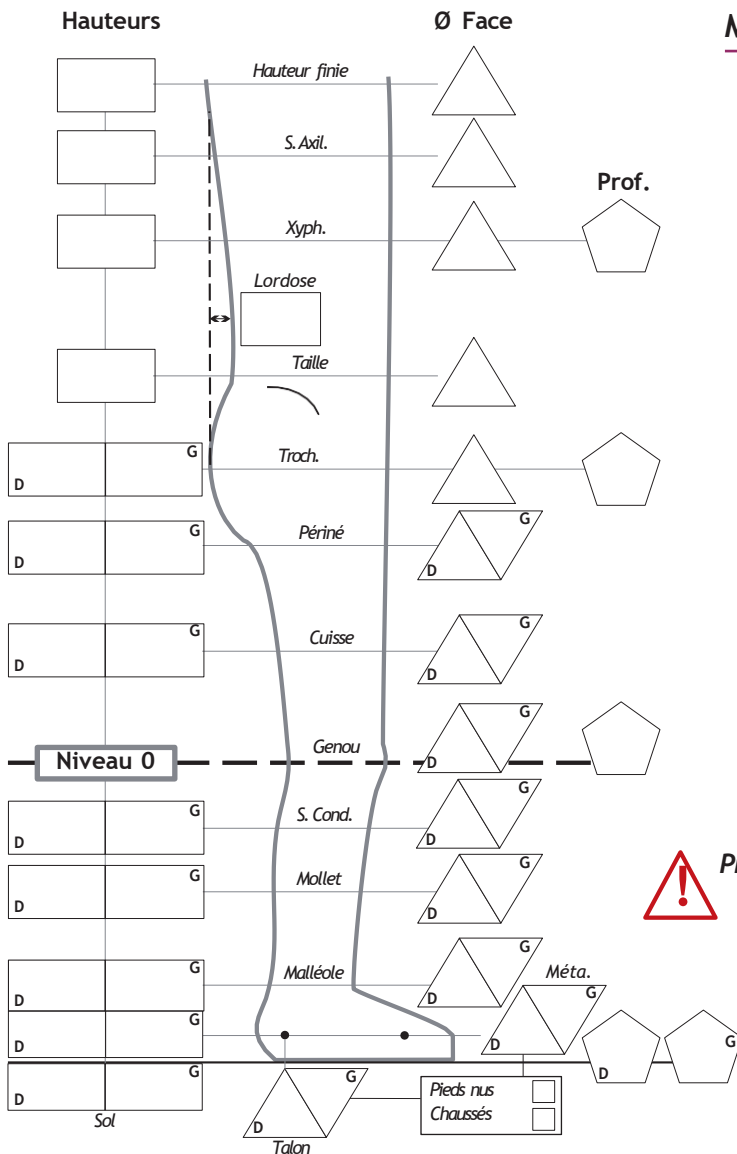 Hauteurs Ø Face
Hauteur finie
S. Axil.
Prof.
Xyph.
Lordose
Taille
G
Troch.
D
G Périné G
D D
G Cuisse G
D D
G
Genou
D
Niveau 0
G S. Cond. G
D D
G Mollet G
D D
G Malléole G Méta.
D D G
G
D D D G
G G
D D
Pieds nus
Chaussés
Sol
Talon